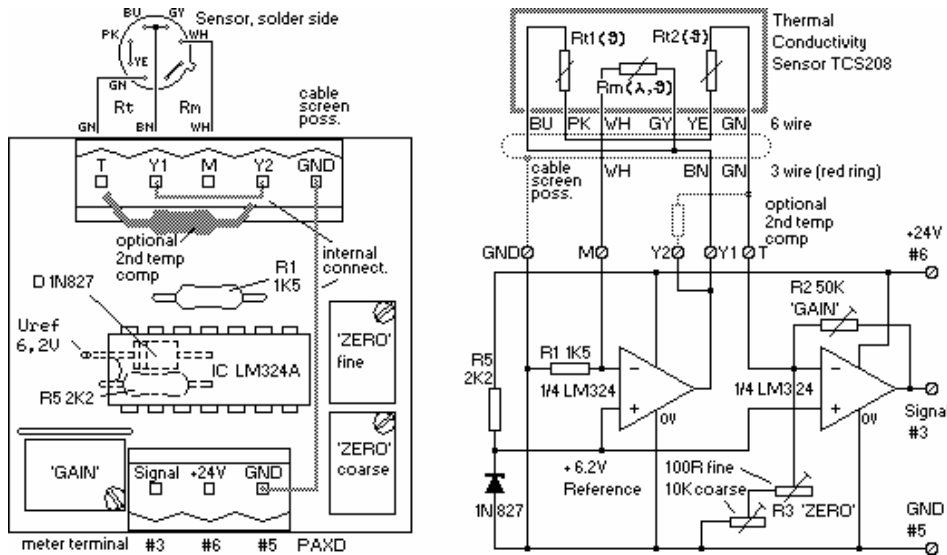 BU GY
Sensor, solder side
PK WH
YE
GN
Rt Rm
GN BN WH
cable
screen
poss.
T Y1 M Y2 GND
optional
2nd temp
comp
internal
connect.
R1
1K5
D 1N827
Uref
6,2V
IC LM324A
R5 2K2
'ZERO'
fine
'ZERO'
coarse
'GAIN'
Signal +24V GND
meter terminal #3 #6 #5 PAXD
Thermal
Conductivity
Sensor TCS208
Rt1(ϑ) Rt2(ϑ)
Rm(λ,ϑ)
BU PK WH GY YE GN 6 wire
WH BN GN 3 wire (red ring)
cable
screen
poss.
optional
2nd temp
comp
GND M Y2 Y1 T
+24V
#6
R2 50K
'GAIN'
R5
2K2
R1 1K5
−
+
1/4 LM324
0V
−
+
1/4 LM324
0V
Signal
#3
+ 6.2V
Reference
100R fine
10K coarse
R3 'ZERO'
1N827
GND
#5